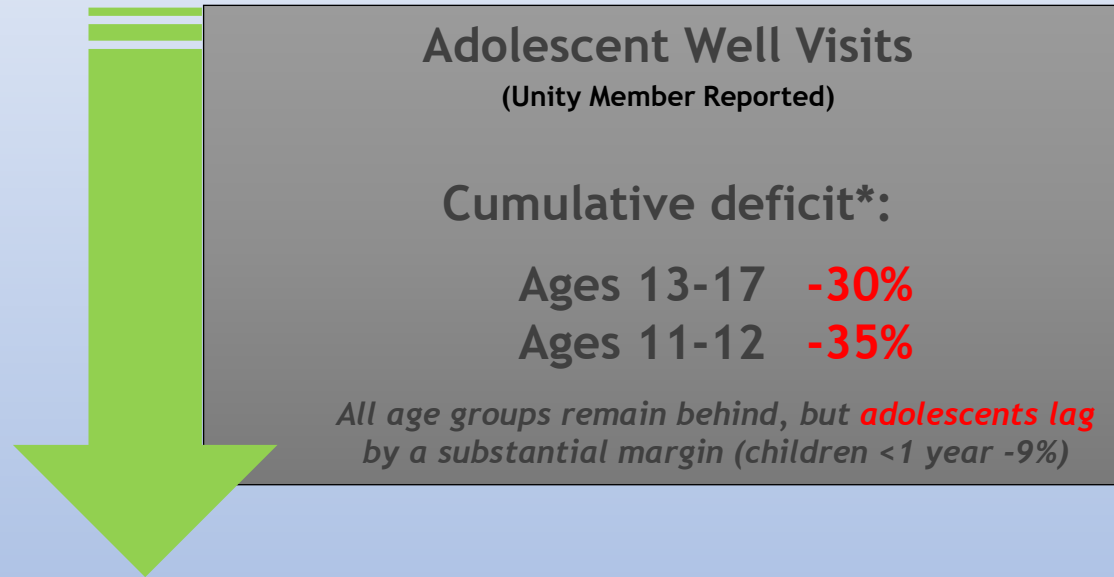 Adolescent Well Visits
(Unity Member Reported)
Cumulative deficit*:
Ages 13-17 -30%
Ages 11-12 -35%
All age groups remain behind, but adolescents lag
by a substantial margin (children <1 year -9%)